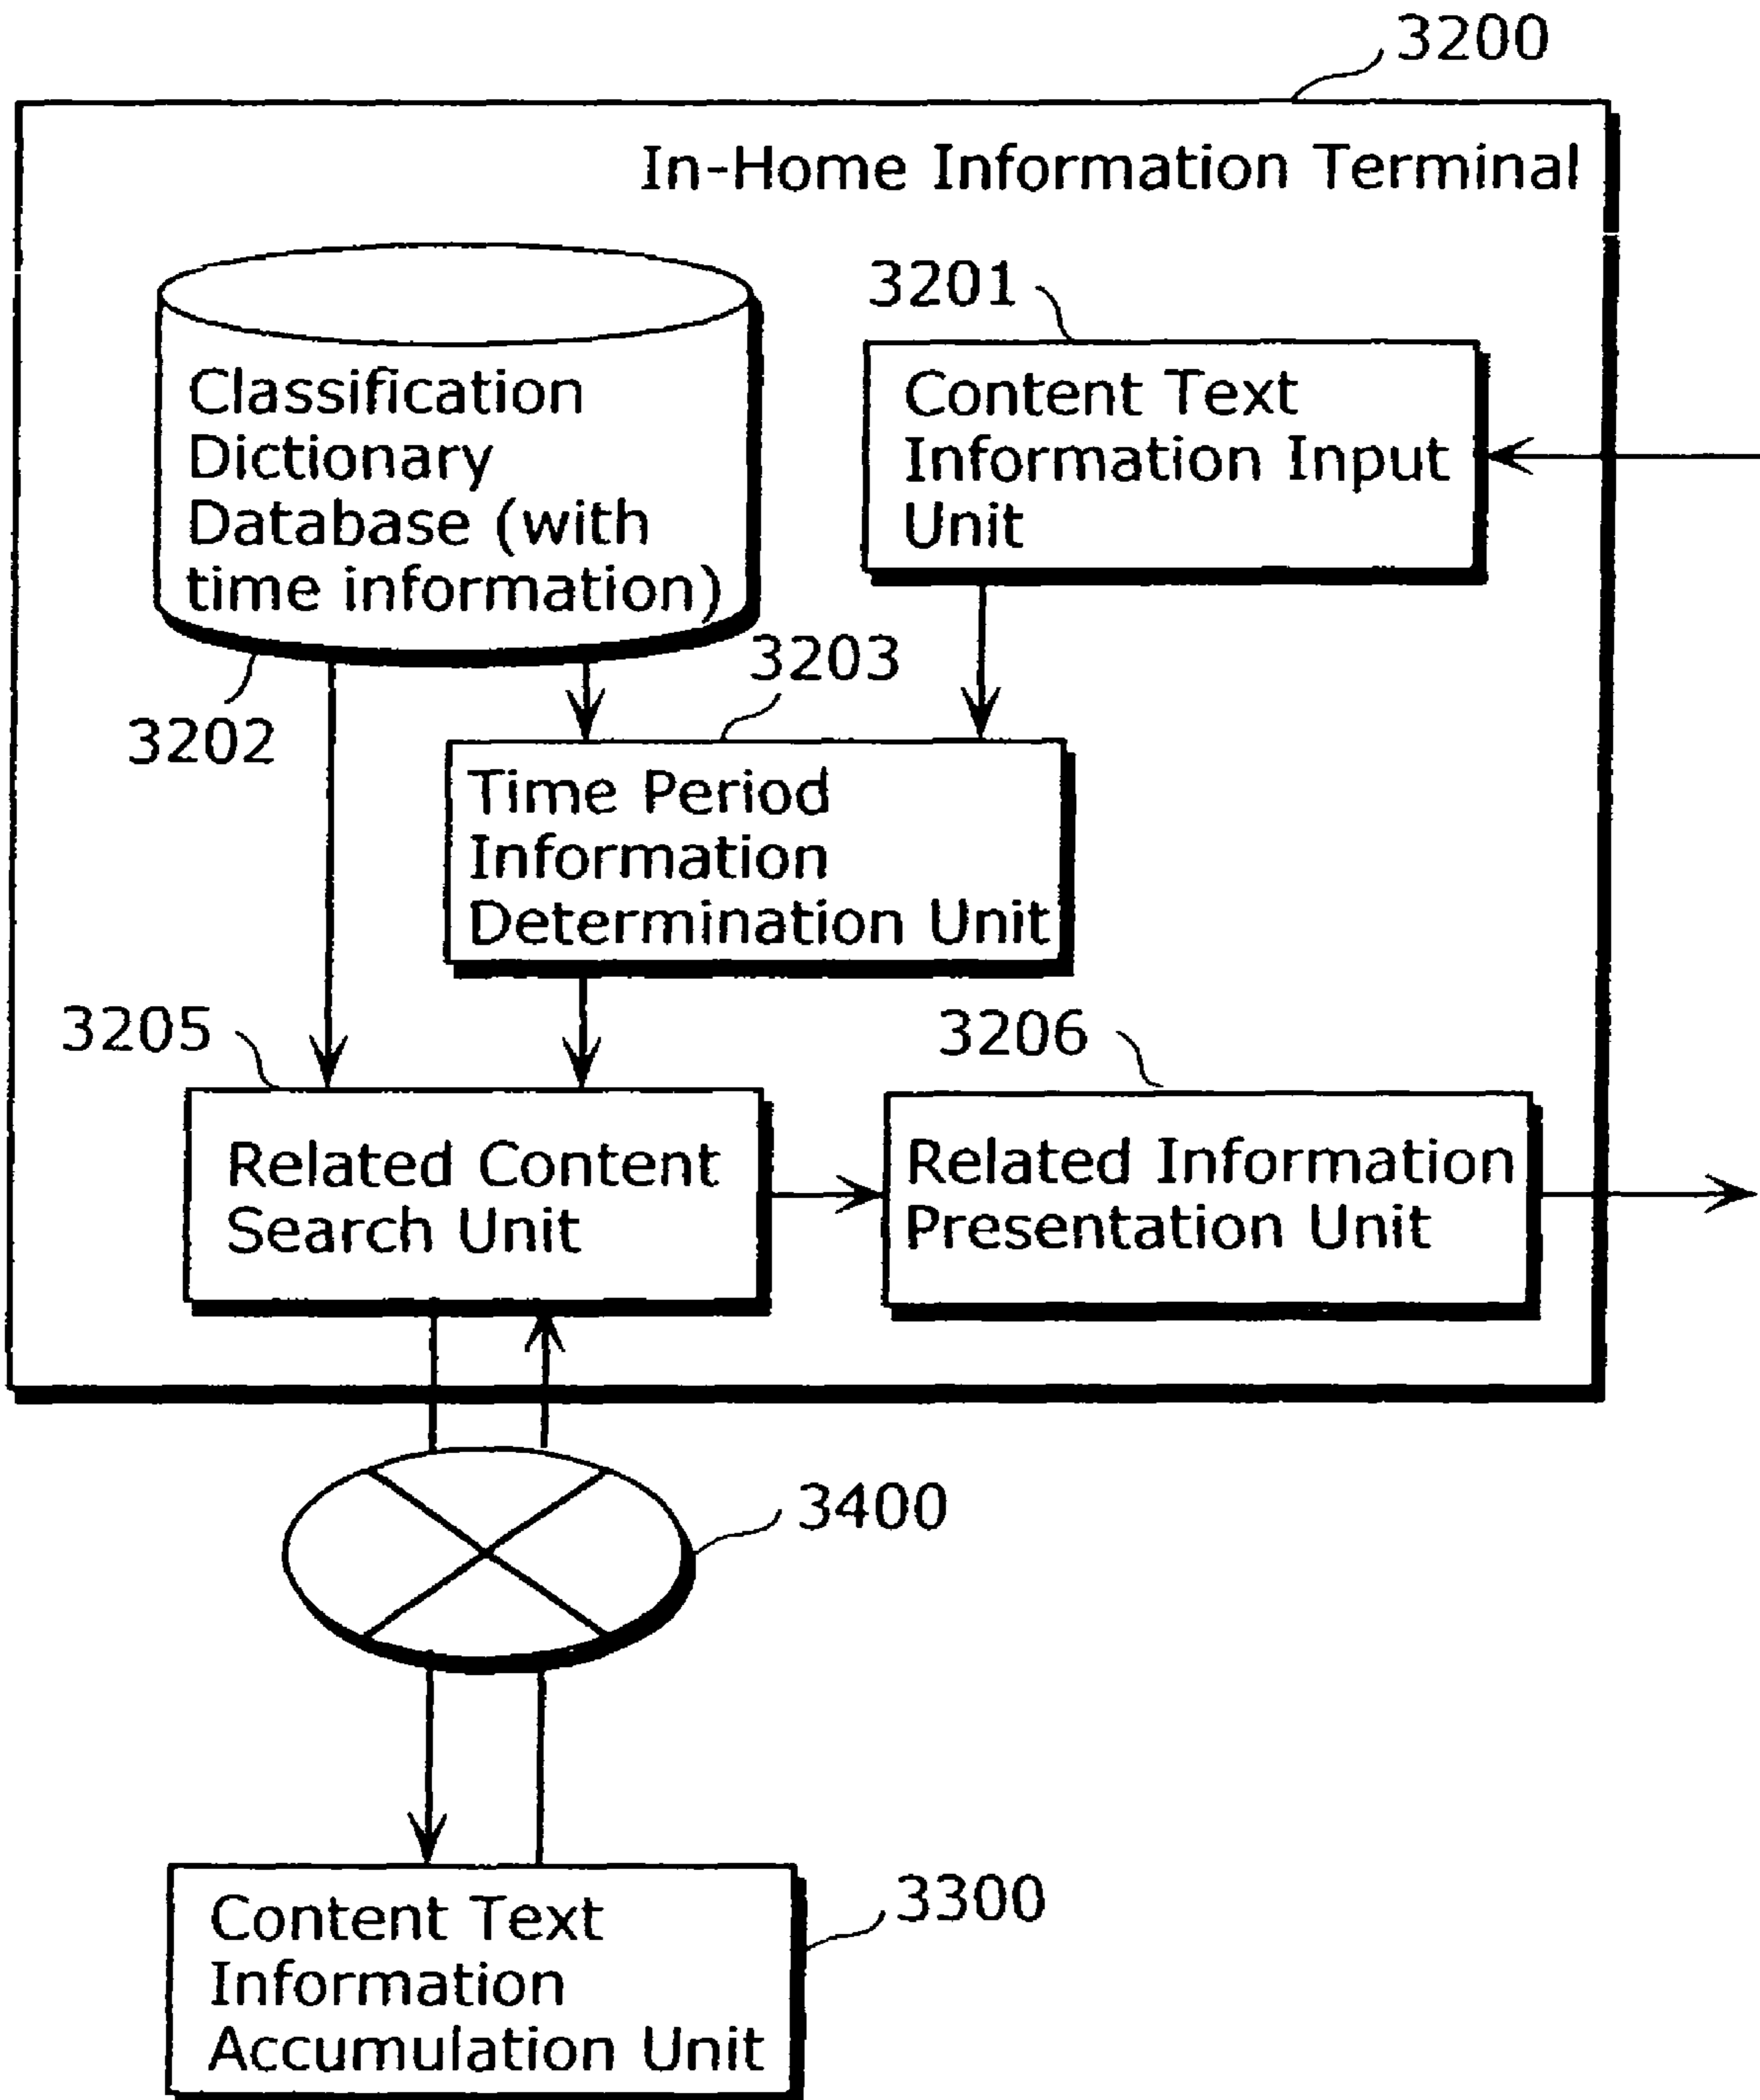 3200
In-Home Information Terminal
3201
Classification
Dictionary
Database (with
time information)
Content Text
Information Input
Unit
3202
3203
Time Period
Information
Determination Unit
3205
3206
Related Content
Search Unit
Related Information
Presentation Unit
3400
3300
Content Text
Information
Accumulation Unit